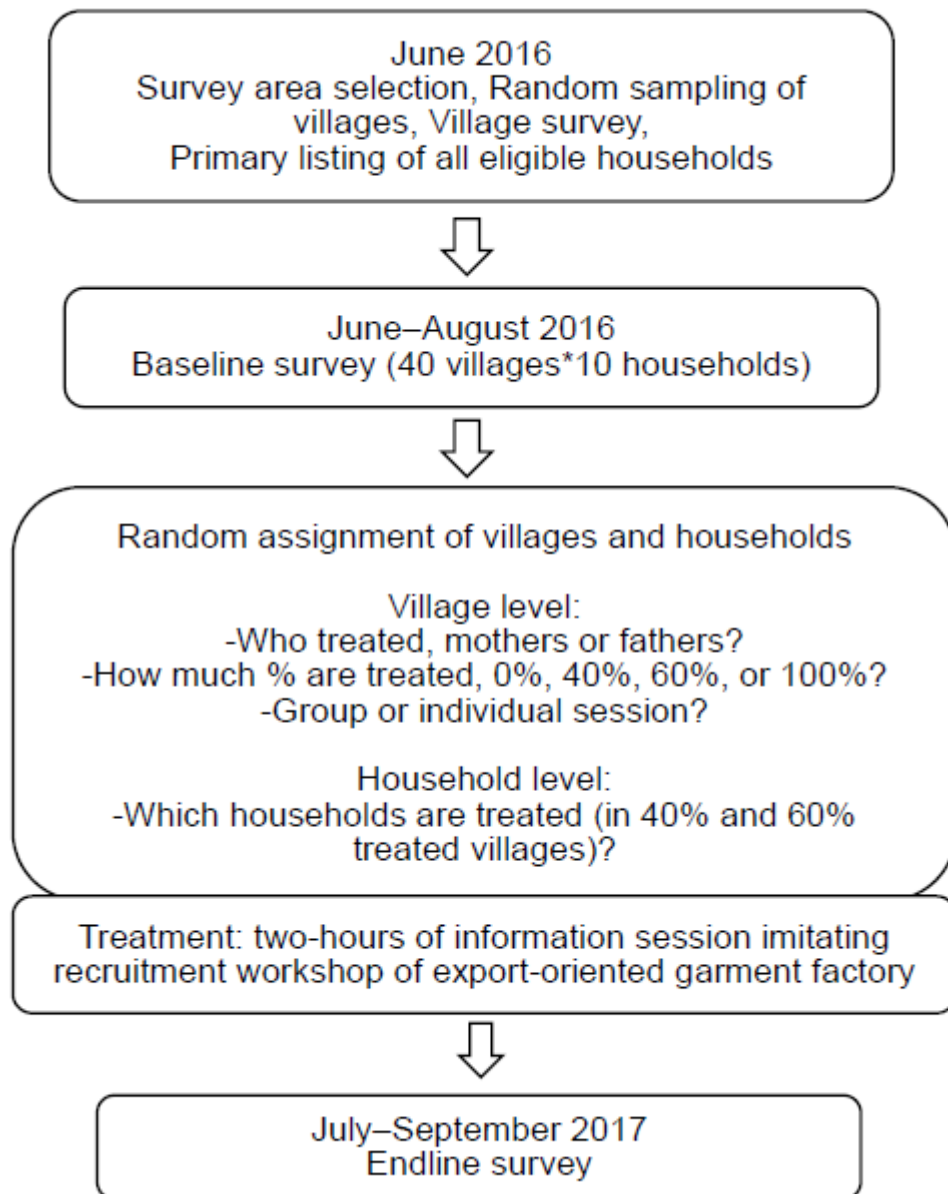 June 2016
Survey area selection, Random sampling of
villages, Village survey,
Primary listing of all eligible households
June–August 2016
Baseline survey (40 villages*10 households)
Random assignment of villages and households
Village level:
-Who treated, mothers or fathers?
-How much % are treated, 0%, 40%, 60%, or 100%?
-Group or individual session?
Household level:
-Which households are treated (in 40% and 60%
treated villages)?
Treatment: two-hours of information session imitating
recruitment workshop of export-oriented garment factory
July–September 2017
Endline survey